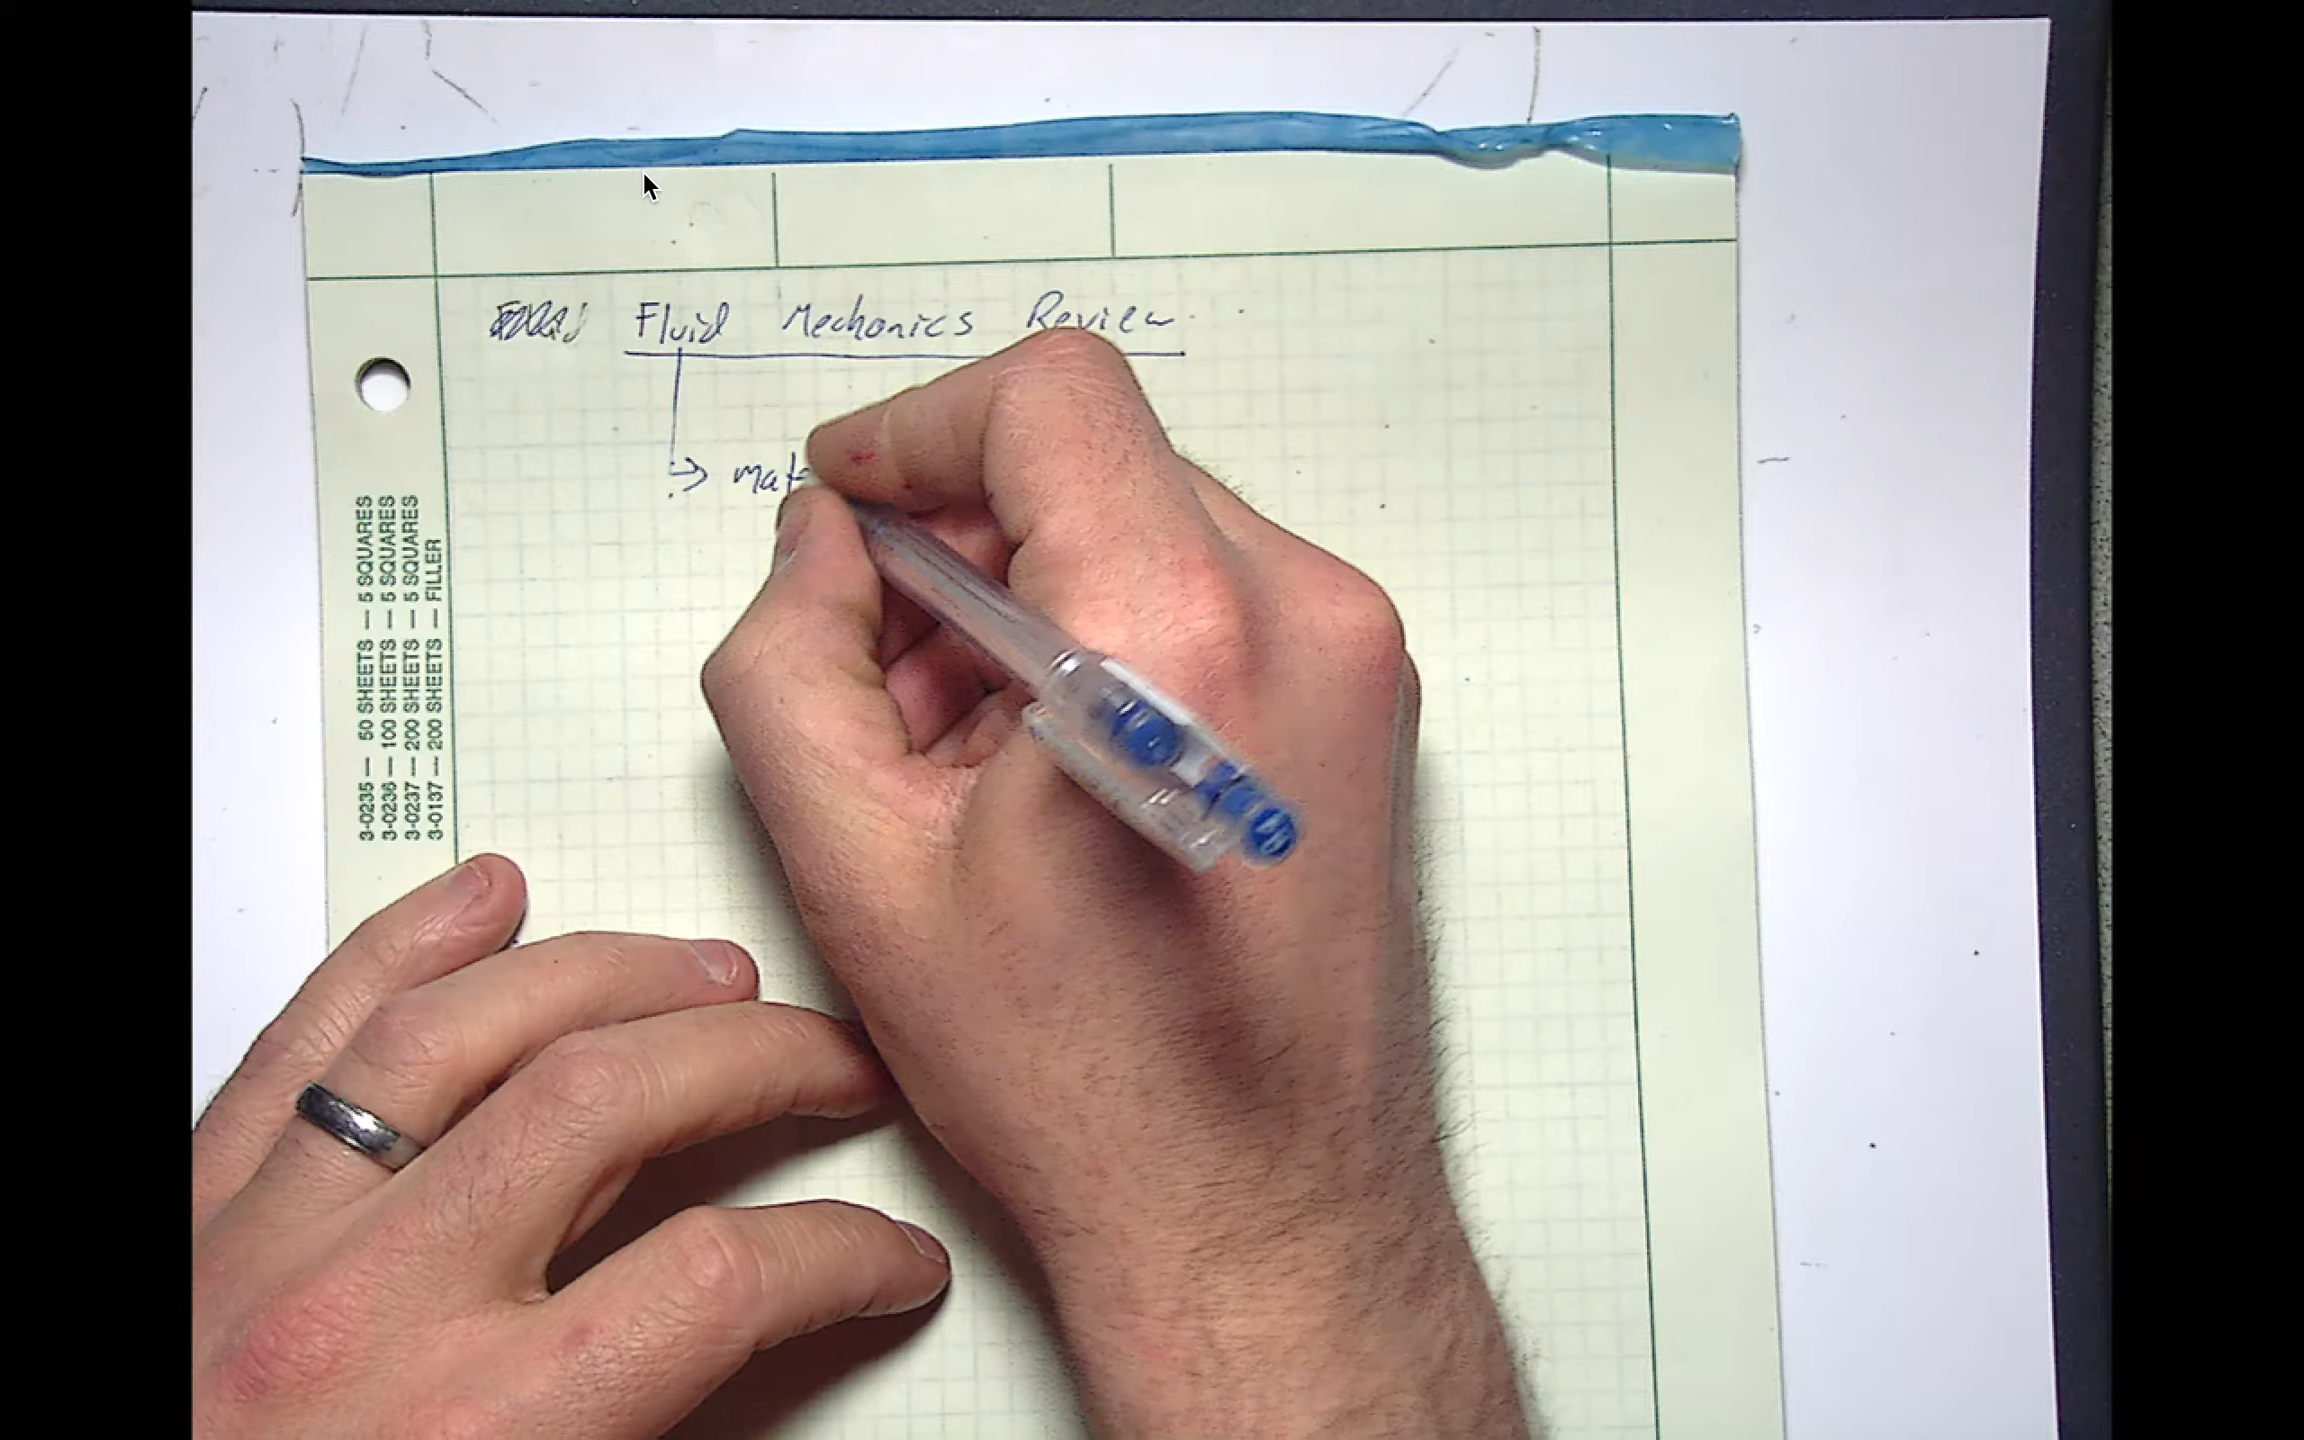 Fluid Mechanics Review
→ mat
3-0235 — 50 SHEETS — 5 SQUARES
3-0236 — 100 SHEETS — 5 SQUARES
3-0237 — 200 SHEETS — 5 SQUARES
3-0137 — 200 SHEETS — FILLER